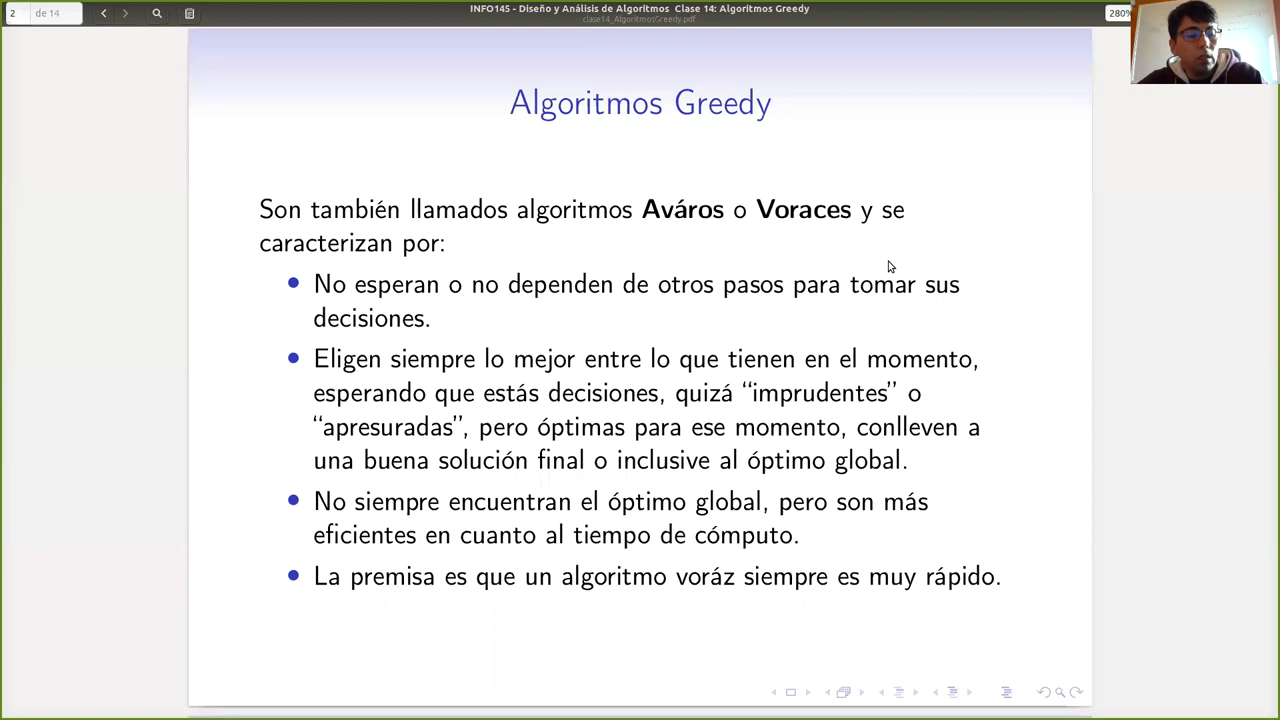 2 de 14
INFO145 - Diseño y Análisis de Algoritmos Clase 14: Algoritmos Greedy
clase14_AlgoritmosGreedy.pdf
280%
Algoritmos Greedy
Son también llamados algoritmos Aváros o Voraces y se
caracterizan por:
• No esperan o no dependen de otros pasos para tomar sus
decisiones.
• Eligen siempre lo mejor entre lo que tienen en el momento,
esperando que estás decisiones, quizá “imprudentes” o
“apresuradas”, pero óptimas para ese momento, conlleven a
una buena solución final o inclusive al óptimo global.
• No siempre encuentran el óptimo global, pero son más
eficientes en cuanto al tiempo de cómputo.
• La premisa es que un algoritmo voráz siempre es muy rápido.